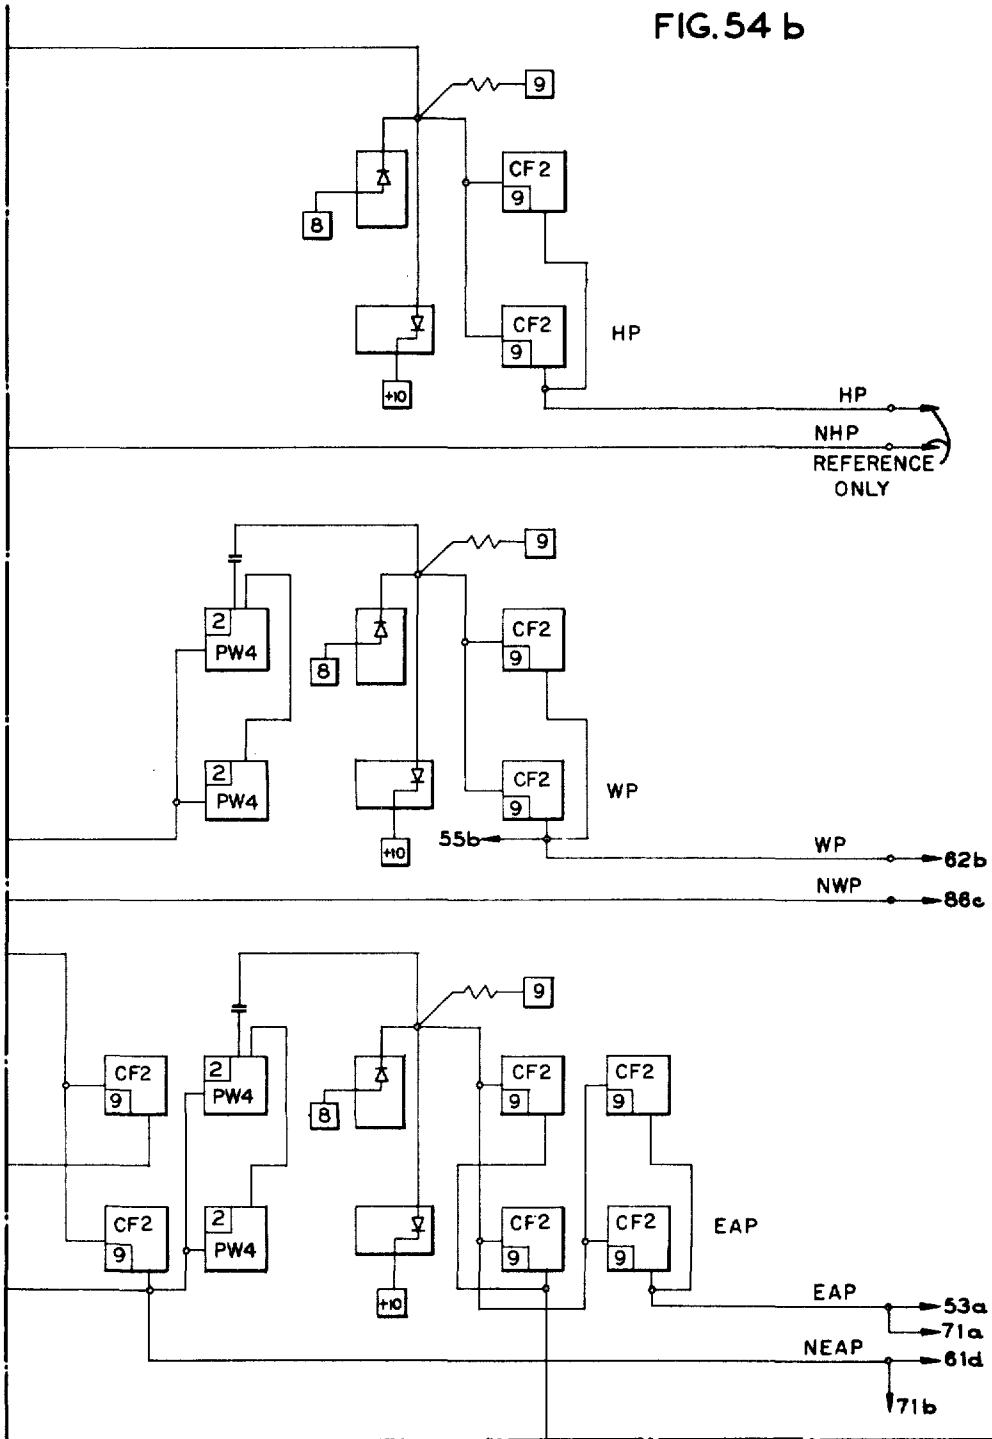 FIG. 54 b
9
CF2
9
8
CF2
9
HP
+10
HP
NHP
REFERENCE
ONLY
9
2
PW4
CF2
9
8
2
PW4
CF2
9
WP
55b
+10
WP
62b
NWP
86c
9
CF2
9
2
PW4
8
CF2
9
CF2
9
CF2
9
2
PW4
CF2
9
CF2
9
EAP
+10
EAP
53a
71a
NEAP
61d
71b